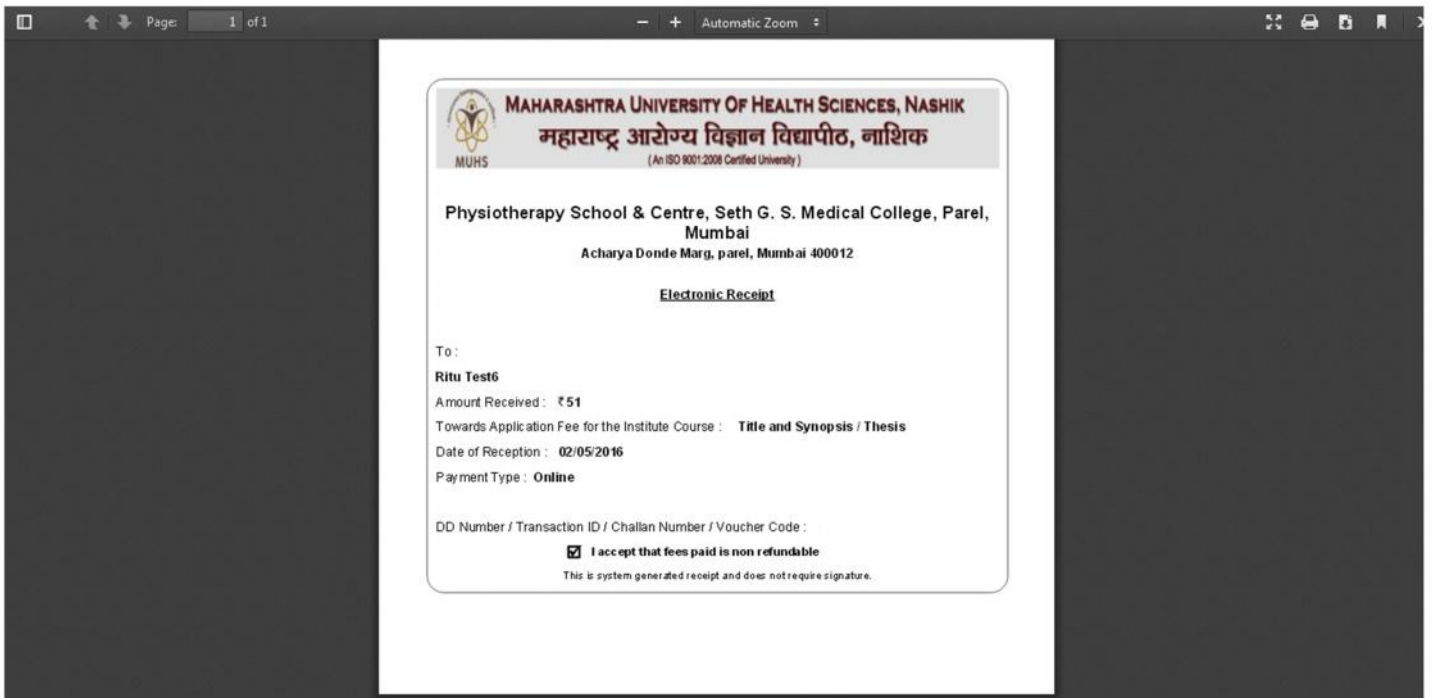 Page: 1 of 1
− + Automatic Zoom
MAHARASHTRA UNIVERSITY OF HEALTH SCIENCES, NASHIK
महाराष्ट्र आरोग्य विज्ञान विद्यापीठ, नाशिक
(An ISO 9001:2008 Certified University)
MUHS
Physiotherapy School & Centre, Seth G. S. Medical College, Parel,
Mumbai
Acharya Donde Marg, parel, Mumbai 400012
Electronic Receipt
To :
Ritu Test6
Amount Received : ₹ 51
Towards Application Fee for the Institute Course : Title and Synopsis / Thesis
Date of Reception : 02/05/2016
Payment Type : Online
DD Number / Transaction ID / Challan Number / Voucher Code :
I accept that fees paid is non refundable
This is system generated receipt and does not require signature.